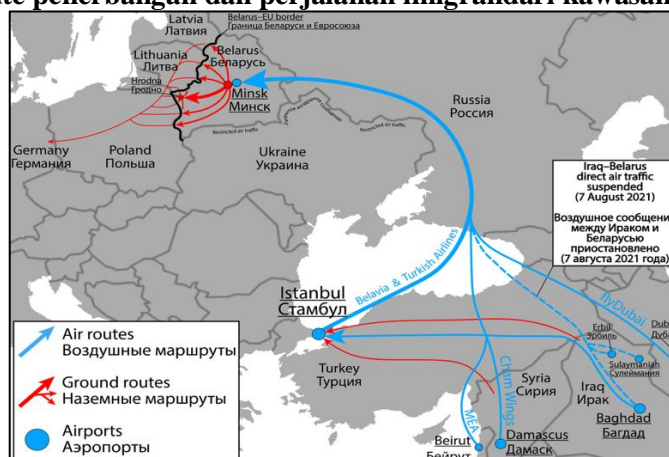 Latvia
Латвия
Belarus–EU border
Граница Беларуси и Евросоюза
Lithuania
Литва
Belarus
Беларусь
Hrodna
Гродно
Minsk
Минск
Russia
Россия
Restricted air traffic
Restricted air traffic
Germany
Германия
Poland
Польша
Ukraine
Украина
Iraq–Belarus
direct air traffic
suspended
(7 August 2021)
Воздушное сообщени
между Ираком и
Беларусью
приостановлено
(7 августа 2021 года)
Belavia & Turkish Airlines
flyDubai
Istanbul
Стамбул
Erbil
Эрбиль
Sulaymaniah
Сулеймания
Turkey
Турция
MEA
Cham Wings
Syria
Сирия
Iraq
Ирак
Baghdad
Багдад
Beirut
Бейрут
Damascus
Дамаск
Air routes
Воздушные маршруты
Ground routes
Наземные маршруты
Airports
Аэропорты